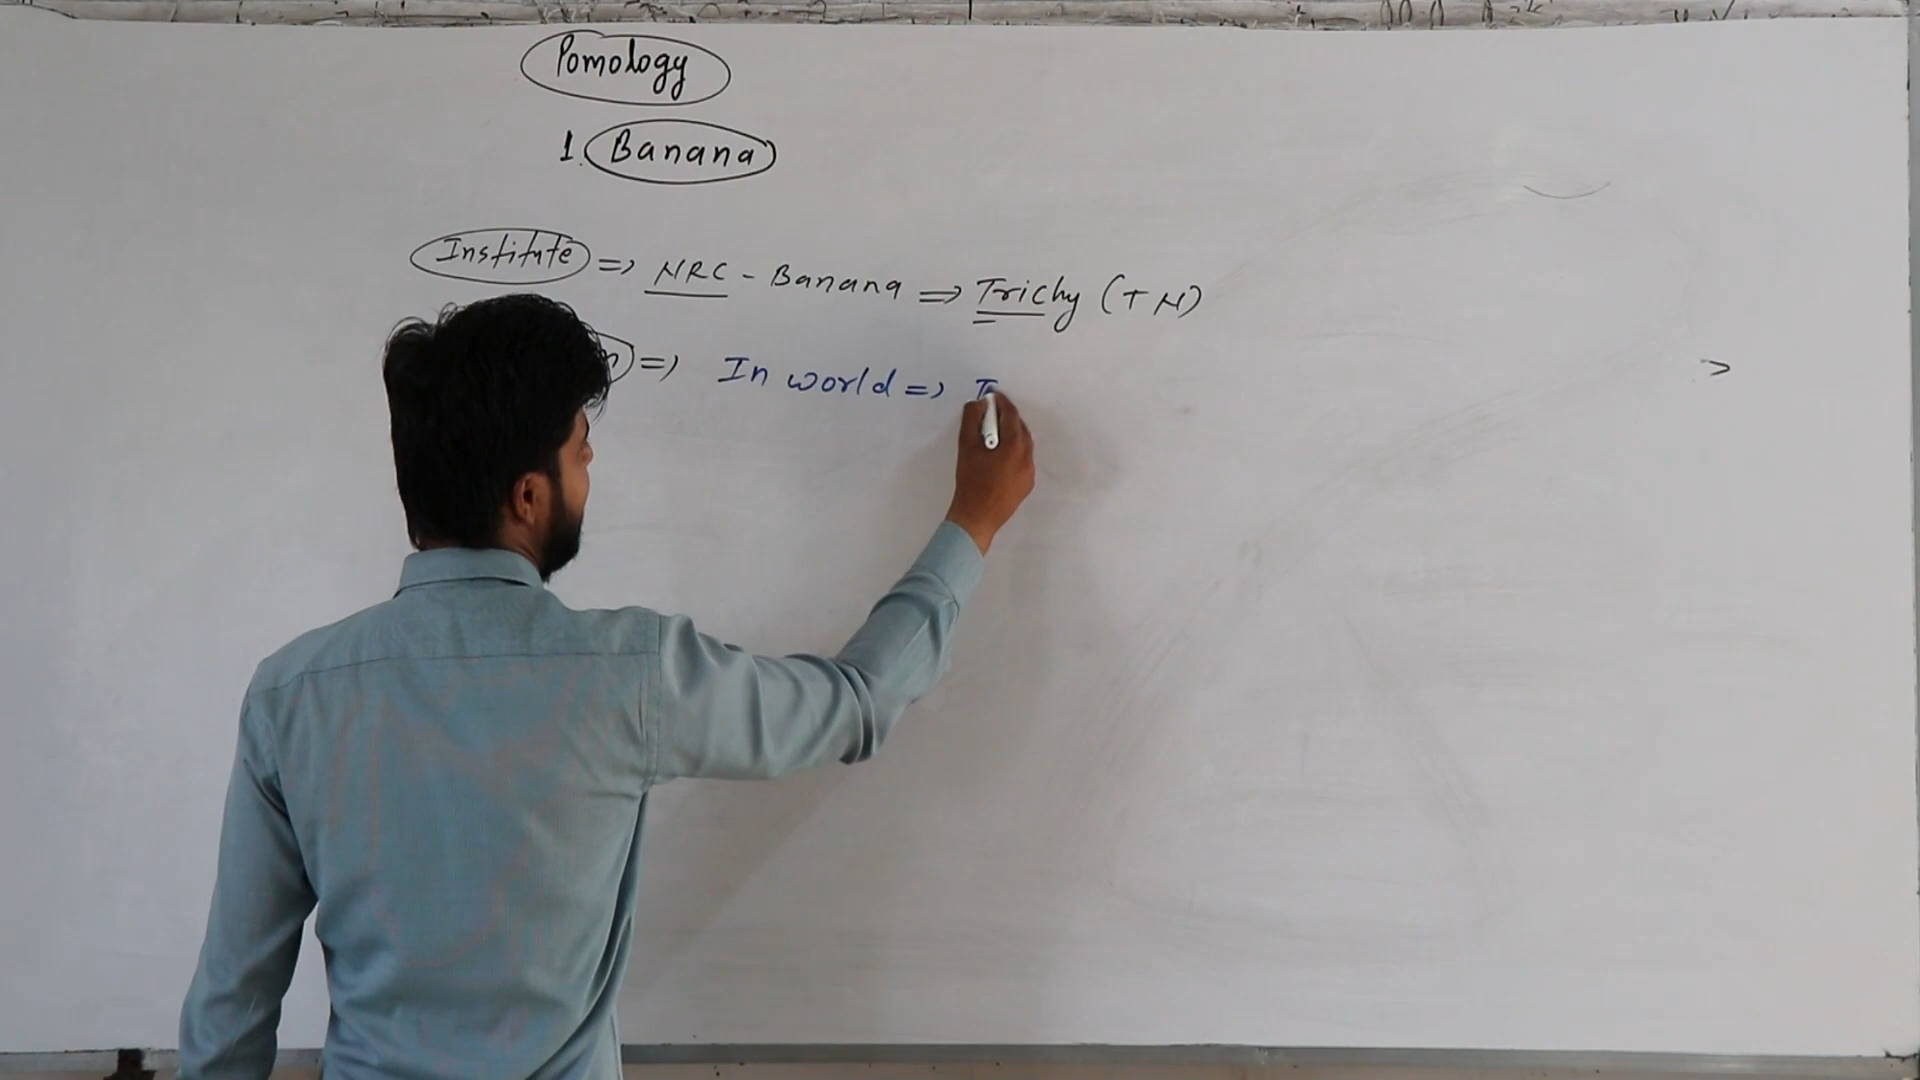 Pomology
1. Banana
Institute => NRC - Banana => Trichy (TN)
=> In world =>